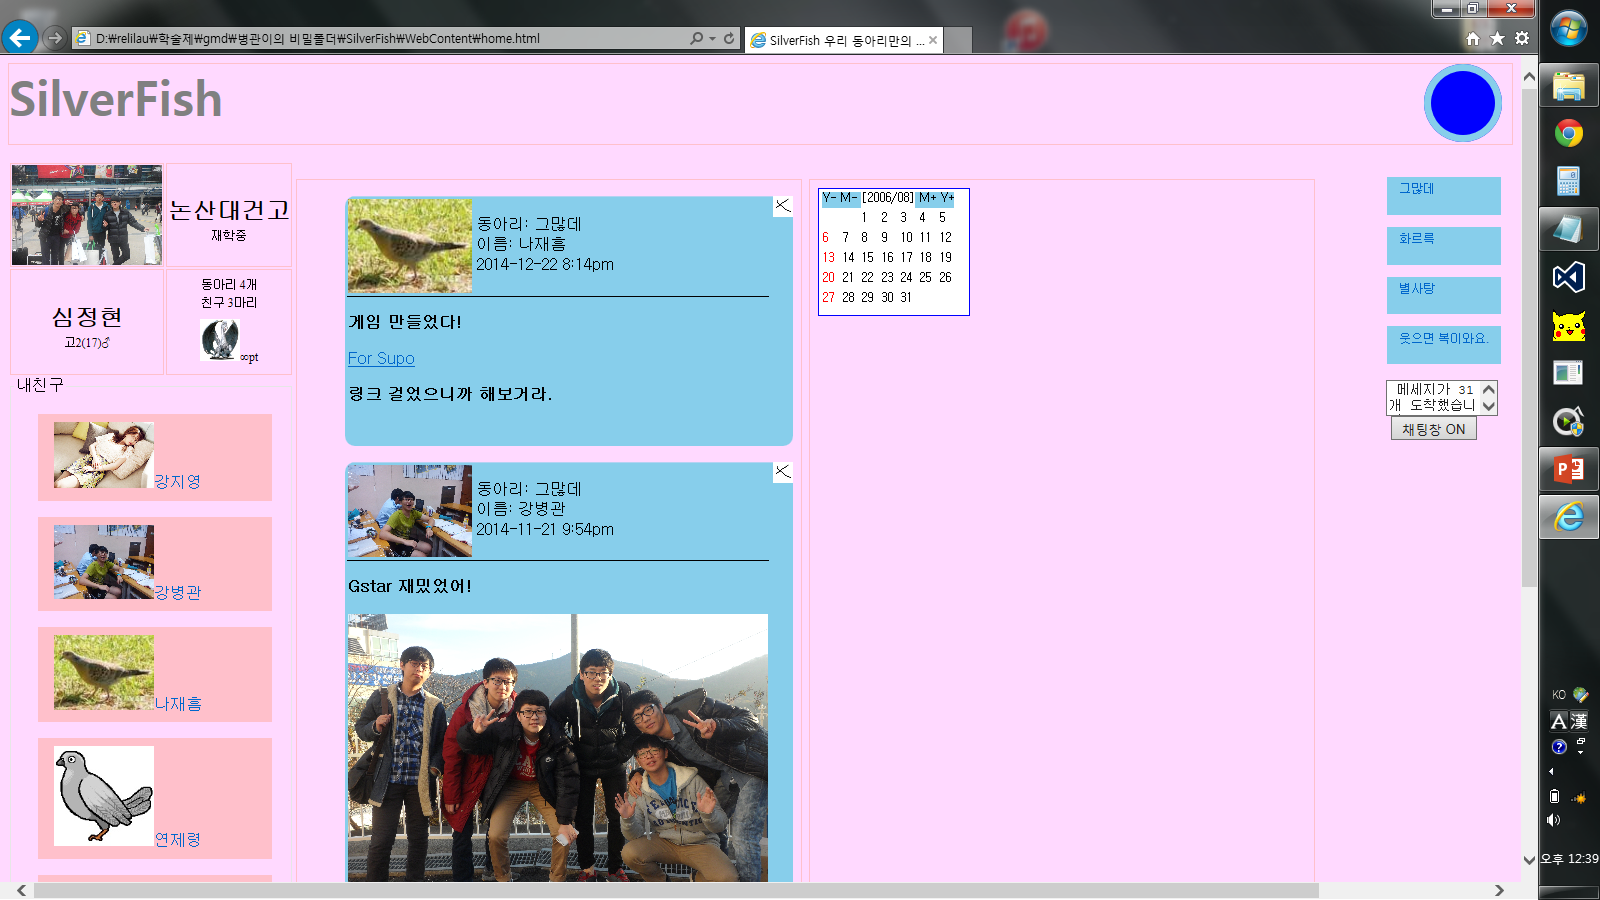 D:\relilau\학술제\gmd\병관이의 비밀폴더\SilverFish\WebContent\home.html
SilverFish 우리 동아리만의 ...
SilverFish
논산대건고
재학중
심정현
고2(17)♂
동아리 4개
친구 3마리
∞pt
내친구
강지영
강병관
나재흠
연제령
동아리: 그많데
이름: 나재흠
2014-12-22 8:14pm
게임 만들었다!
For Supo
링크 걸었으니까 해보거라.
동아리: 그많데
이름: 강병관
2014-11-21 9:54pm
Gstar 재밌었어!
Y- M- [2006/08] M+ Y+
1 2 3 4 5
6 7 8 9 10 11 12
13 14 15 16 17 18 19
20 21 22 23 24 25 26
27 28 29 30 31
그많데
화르륵
별사탕
웃으면 복이와요.
메세지가 31
개 도착했습니
채팅창 ON
KO
A 漢
오후 12:39